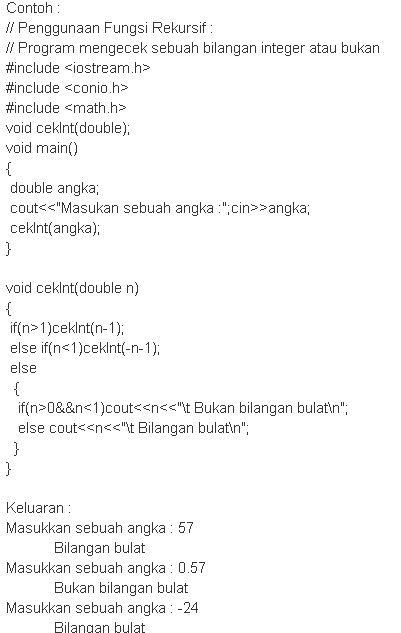 Contoh :
// Penggunaan Fungsi Rekursif :
// Program mengecek sebuah bilangan integer atau bukan
#include <iostream.h>
#include <conio.h>
#include <math.h>
void cekInt(double);
void main()
{
double angka;
cout<<"Masukan sebuah angka :";cin>>angka;
cekInt(angka);
}
void cekInt(double n)
{
if(n>1)cekInt(n-1);
else if(n<1)cekInt(-n-1);
else
{
if(n>0&&n<1)cout<<n<<"\t Bukan bilangan bulat\n";
else cout<<n<<"\t Bilangan bulat\n";
}
}
Keluaran :
Masukkan sebuah angka : 57
Bilangan bulat
Masukkan sebuah angka : 0.57
Bukan bilangan bulat
Masukkan sebuah angka : -24
Bilangan bulat